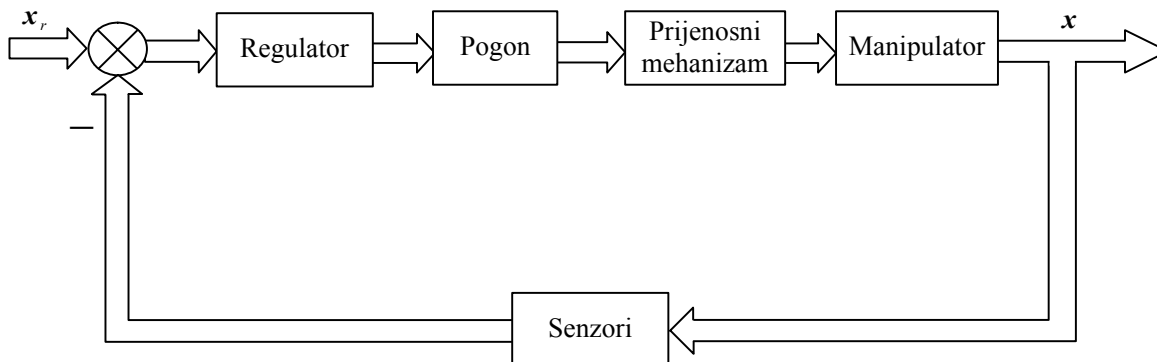 x_r
Regulator
Pogon
Prijenosni
mehanizam
Manipulator
x
−
Senzori